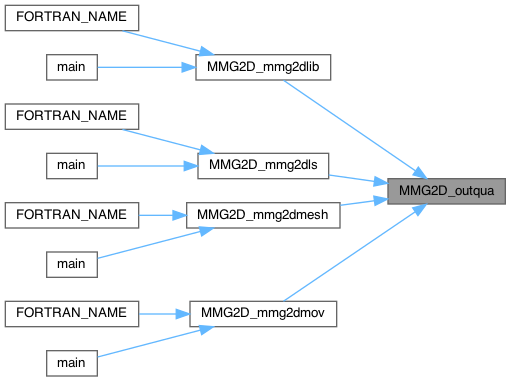 FORTRAN_NAME
main
MMG2D_mmg2dlib
FORTRAN_NAME
main
MMG2D_mmg2dls
MMG2D_outqua
FORTRAN_NAME
MMG2D_mmg2dmesh
main
FORTRAN_NAME
MMG2D_mmg2dmov
main